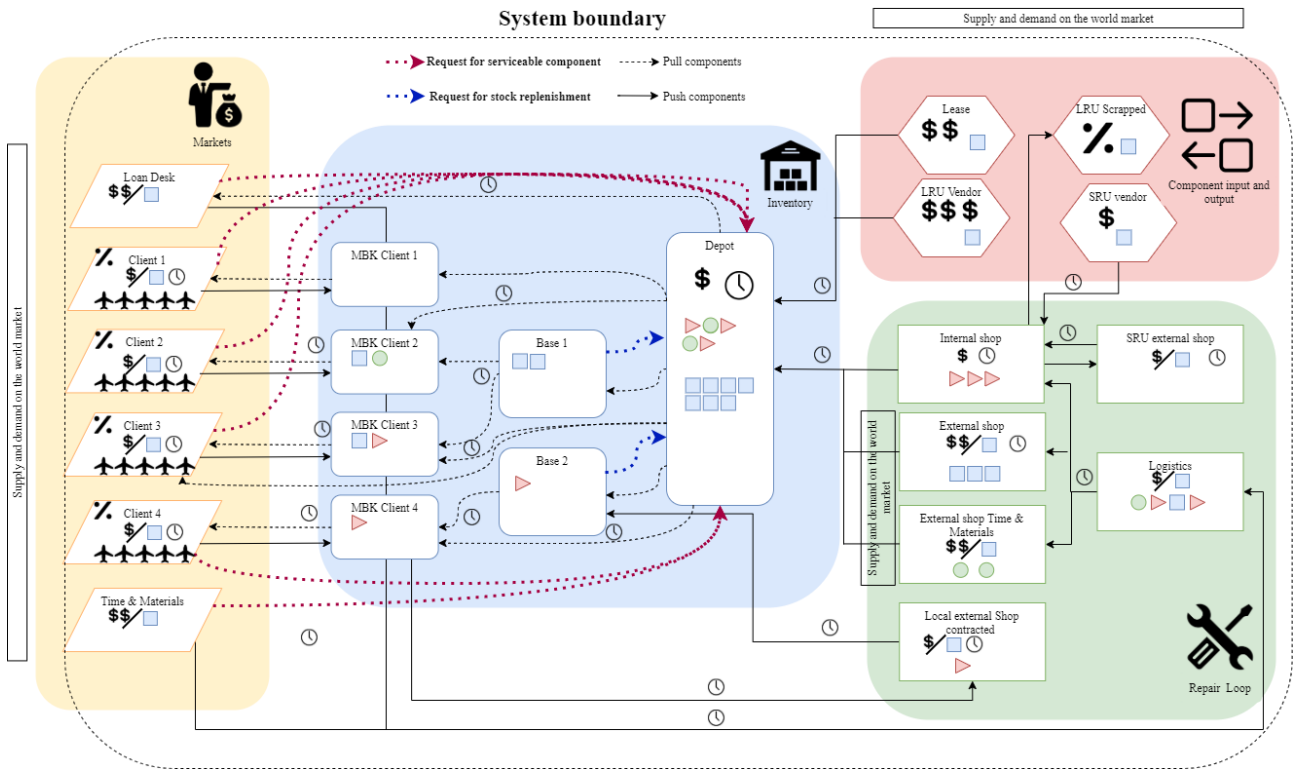 System boundary
Supply and demand on the world market
Request for serviceable component
Pull components
Request for stock replenishment
Push components
Markets
Loan Desk
$$/
Client 1
%
$/
Client 2
%
$/
Client 3
%
$/
Client 4
%
$/
Time & Materials
$$/
Supply and demand on the world market
Inventory
MBK Client 1
MBK Client 2
MBK Client 3
MBK Client 4
Base 1
Base 2
Depot
$
Lease
$$
LRU Scrapped
%
LRU Vendor
$$$
SRU vendor
$
Component input and
output
Internal shop
$
SRU external shop
$/
External shop
$$/
External shop Time &
Materials
$$/
Supply and demand on the world
market
Logistics
$/
Local external Shop
contracted
$/
Repair Loop